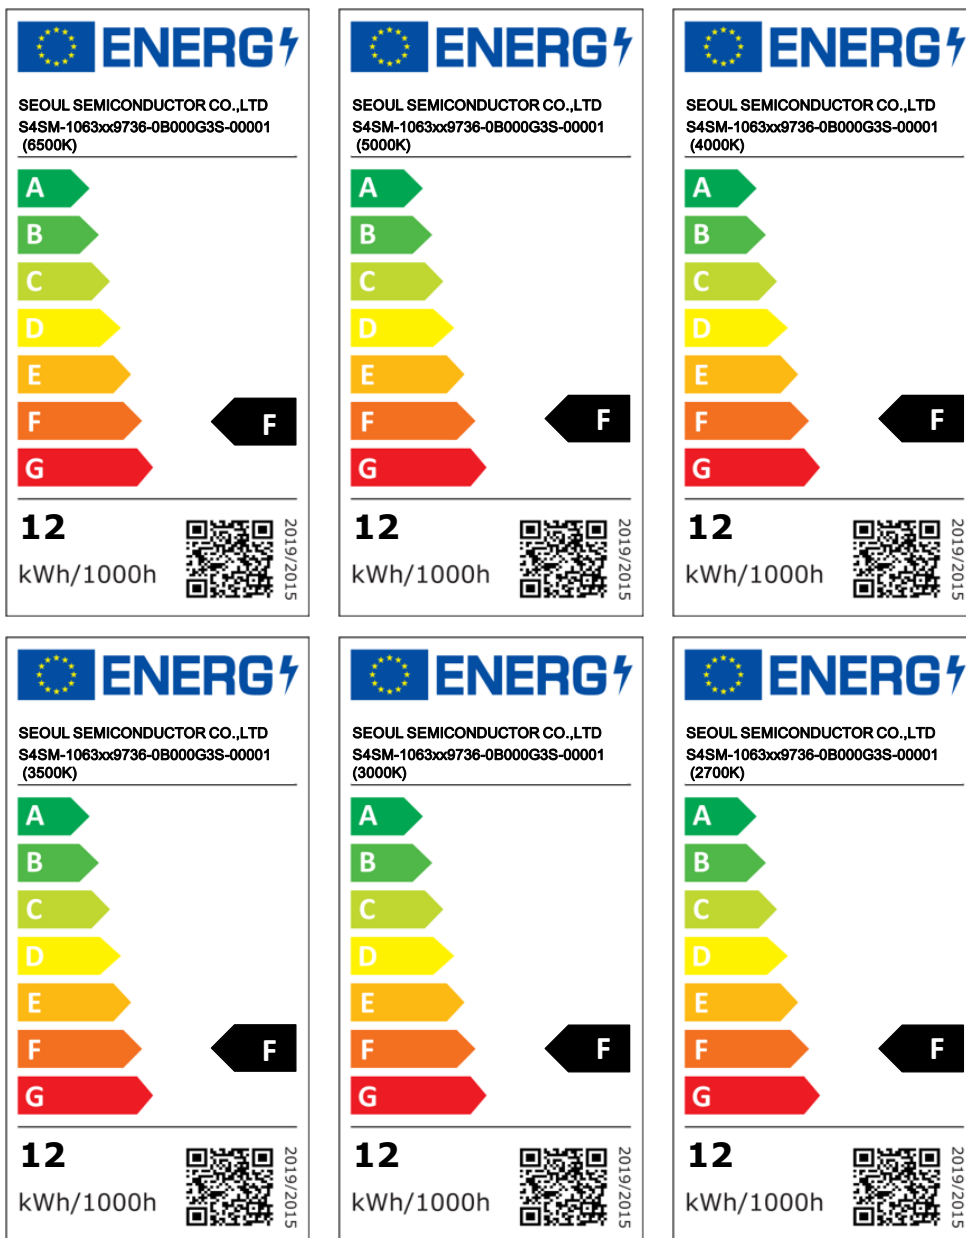 ENERG
SEOUL SEMICONDUCTOR CO.,LTD
S4SM-1063xx9736-0B000G3S-00001
(6500K)
A
B
C
D
E
F
F
G
12
kWh/1000h
2019/2015
ENERG
SEOUL SEMICONDUCTOR CO.,LTD
S4SM-1063xx9736-0B000G3S-00001
(5000K)
A
B
C
D
E
F
F
G
12
kWh/1000h
2019/2015
ENERG
SEOUL SEMICONDUCTOR CO.,LTD
S4SM-1063xx9736-0B000G3S-00001
(4000K)
A
B
C
D
E
F
F
G
12
kWh/1000h
2019/2015
ENERG
SEOUL SEMICONDUCTOR CO.,LTD
S4SM-1063xx9736-0B000G3S-00001
(3500K)
A
B
C
D
E
F
F
G
12
kWh/1000h
2019/2015
ENERG
SEOUL SEMICONDUCTOR CO.,LTD
S4SM-1063xx9736-0B000G3S-00001
(3000K)
A
B
C
D
E
F
F
G
12
kWh/1000h
2019/2015
ENERG
SEOUL SEMICONDUCTOR CO.,LTD
S4SM-1063xx9736-0B000G3S-00001
(2700K)
A
B
C
D
E
F
F
G
12
kWh/1000h
2019/2015